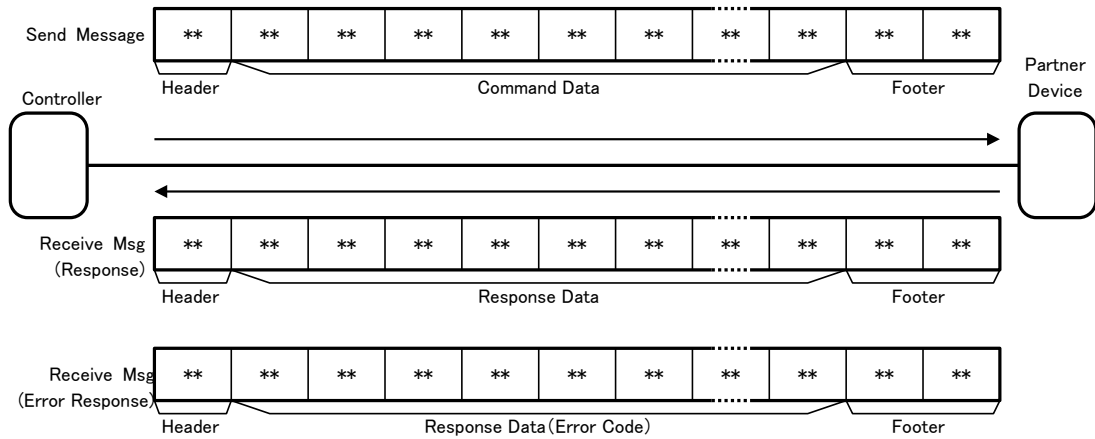 Send Message ** ** ** ** ** ** ** ** ** ** **
Header Command Data Footer
Controller
Partner
Device
Receive Msg
(Response)
** ** ** ** ** ** ** ** ** ** **
Header Response Data Footer
Receive Msg
(Error Response)
** ** ** ** ** ** ** ** ** ** **
Header Response Data(Error Code) Footer